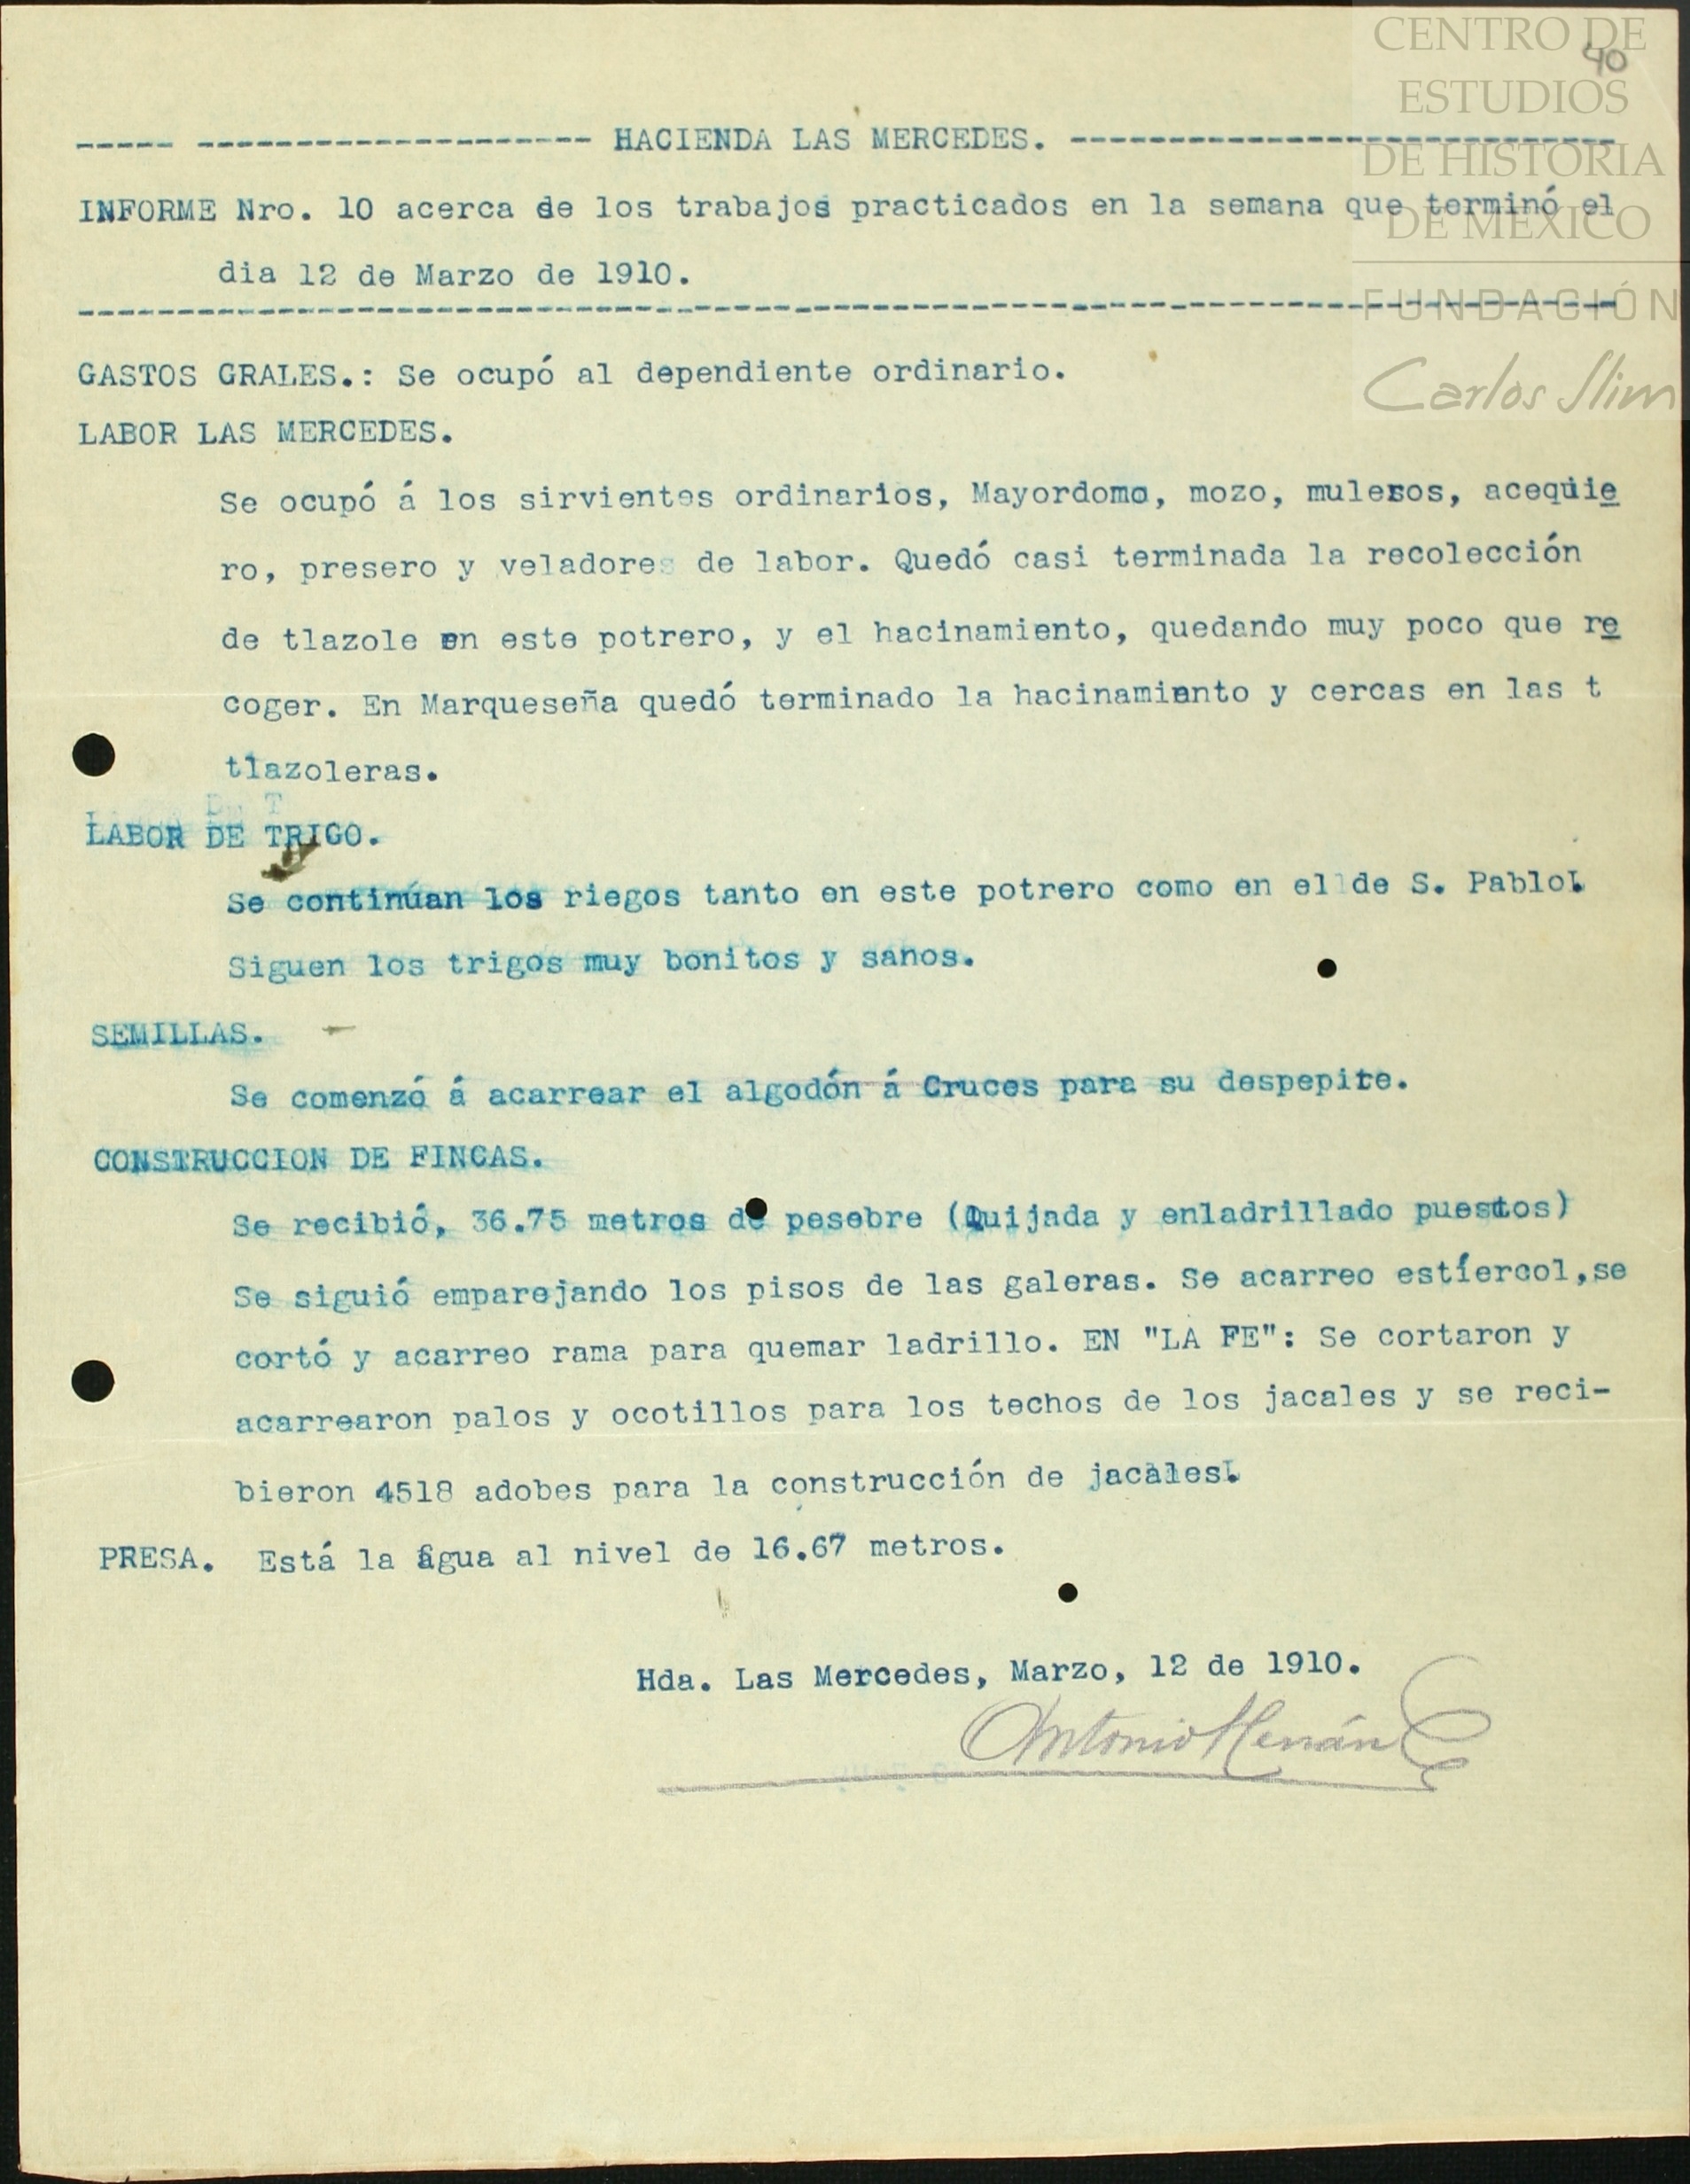 CENTRO DE
ESTUDIOS
DE HISTORIA
DE MÉXICO
FUNDACIÓN
Carlos Slim
40
----- -------------------- HACIENDA LAS MERCEDES. ----------------------------
INFORME Nro. 10 acerca de los trabajos practicados en la semana que terminó el
dia 12 de Marzo de 1910.
------------------------------------------------------------------------------
GASTOS GRALES.: Se ocupó al dependiente ordinario.
LABOR LAS MERCEDES.
Se ocupó á los sirvientes ordinarios, Mayordomo, mozo, muleros, acequie
ro, presero y veladores de labor. Quedó casi terminada la recolección
de tlazole en este potrero, y el hacinamiento, quedando muy poco que re
coger. En Marqueseña quedó terminado la hacinamiento y cercas en las t
tlazoleras.
LABOR DE TRIGO.
Se continúan los riegos tanto en este potrero como en el de S. Pablo.
Siguen los trigos muy bonitos y sanos.
SEMILLAS.
Se comenzó á acarrear el algodón á Cruces para su despepite.
CONSTRUCCION DE FINCAS.
Se recibió, 36.75 metros de pesebre (Quijada y enladrillado puestos)
Se siguió emparejando los pisos de las galeras. Se acarreo estíercol,se
cortó y acarreo rama para quemar ladrillo. EN "LA FE": Se cortaron y
acarrearon palos y ocotillos para los techos de los jacales y se reci-
bieron 4518 adobes para la construcción de jacales.
PRESA. Está la agua al nivel de 16.67 metros.
Hda. Las Mercedes, Marzo, 12 de 1910.
Antonio